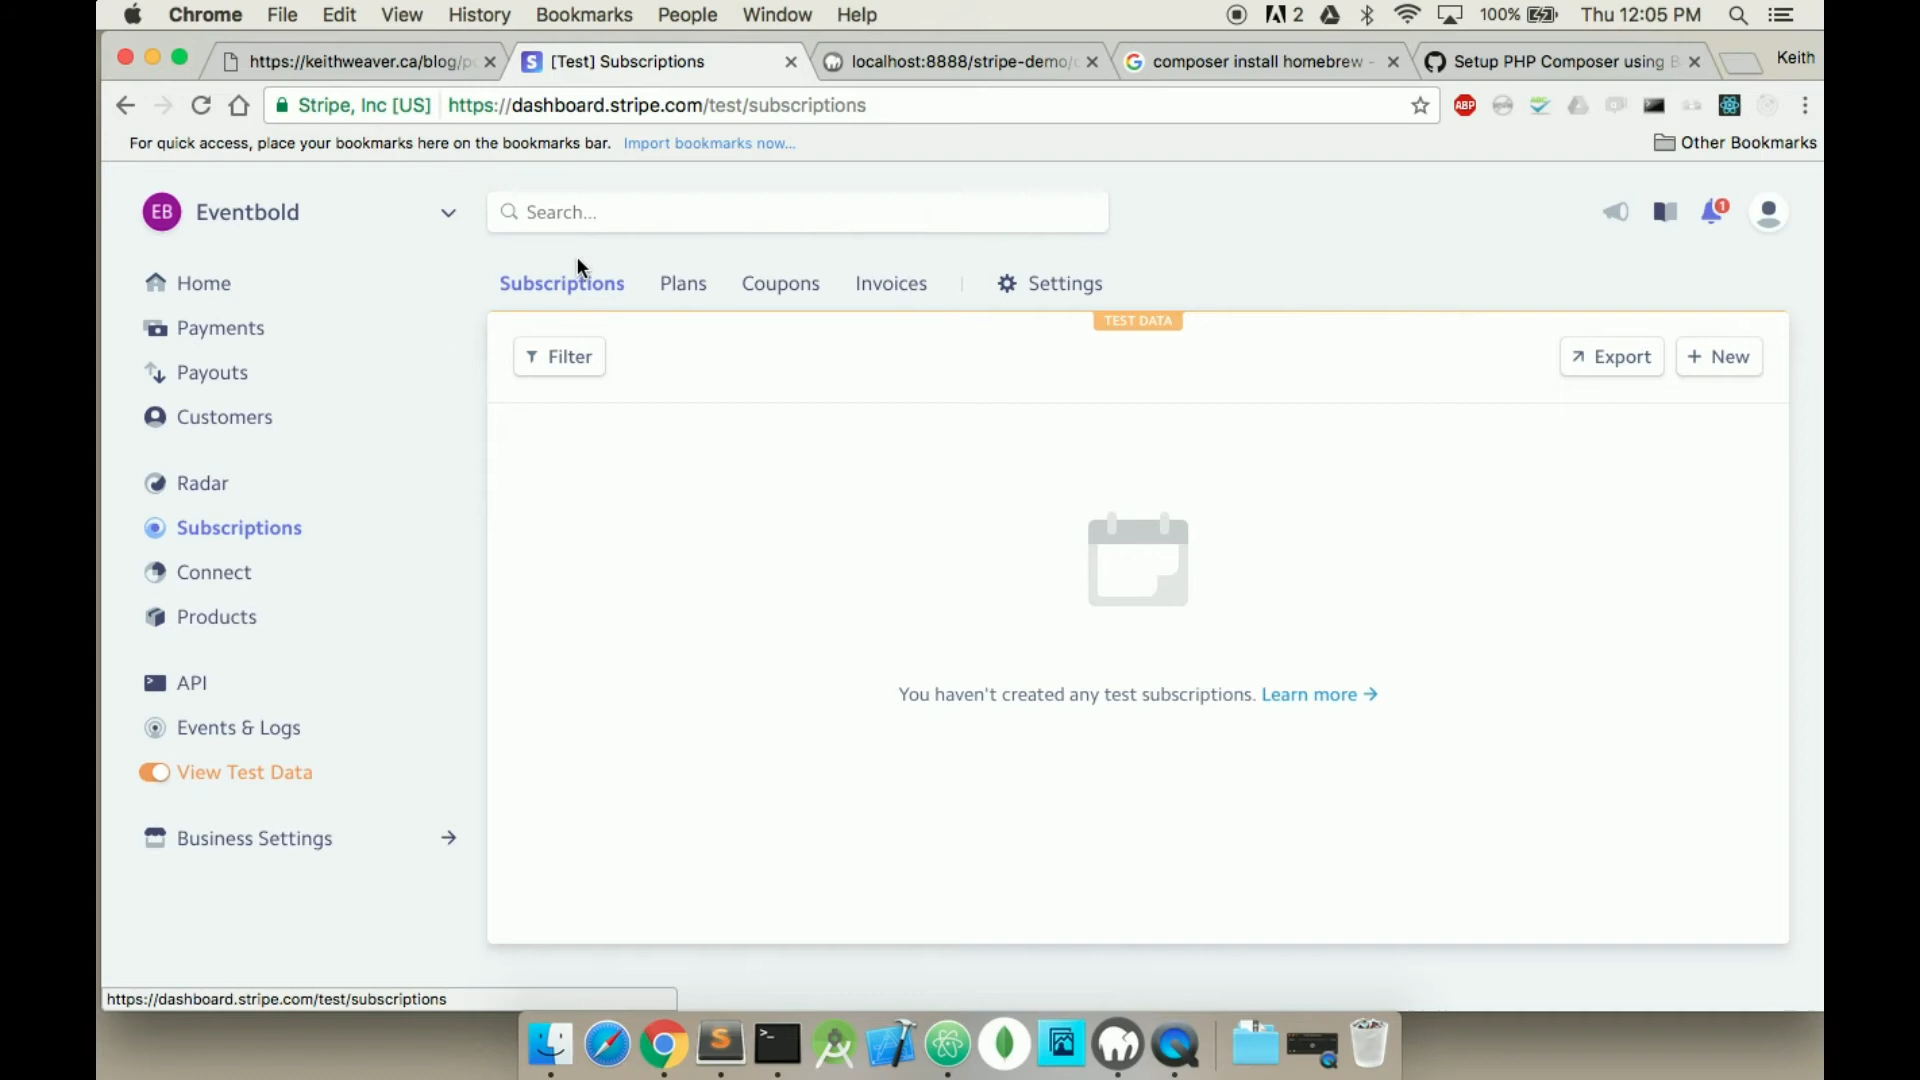 Chrome File Edit View History Bookmarks People Window Help 2 100% Thu 12:05 PM
https://keithweaver.ca/blog/p [Test] Subscriptions localhost:8888/stripe-demo/ composer install homebrew - Setup PHP Composer using B Keith
Stripe, Inc [US] https://dashboard.stripe.com/test/subscriptions ABP
For quick access, place your bookmarks here on the bookmarks bar. Import bookmarks now... Other Bookmarks
EB Eventbold Search... 1
Home Subscriptions Plans Coupons Invoices Settings
TEST DATA
Payments
Filter Export + New
Payouts
Customers
Radar
Subscriptions
Connect
Products
API
You haven't created any test subscriptions. Learn more →
Events & Logs
View Test Data
Business Settings →
https://dashboard.stripe.com/test/subscriptions